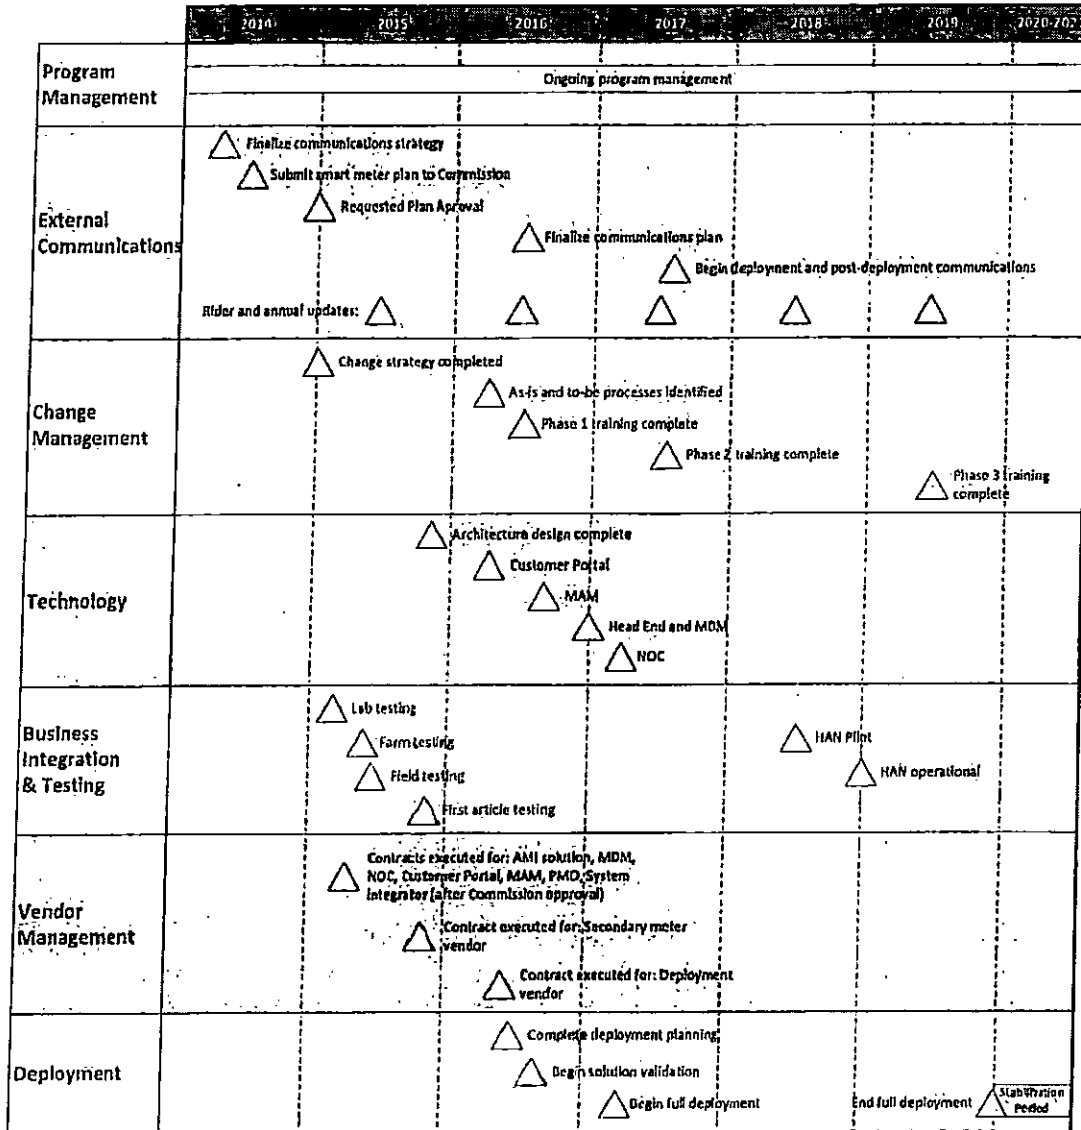 2014 2015 2016 2017 2018 2019 2020-202
Program
Management
Ongoing program management
External
Communications
Finalize communications strategy
Submit smart meter plan to Commission
Requested Plan Aproval
Finalize communications plan
Begin deployment and post-deployment communications
Rider and annual updates:
Change
Management
Change strategy completed
As-is and to-be processes identified
Phase 1 training complete
Phase 2 training complete
Phase 3 training
complete
Technology
Architecture design complete
Customer Portal
MAM
Head End and MDM
NOC
Business
Integration
& Testing
Lab testing
Farm testing
Field testing
First article testing
HAN Pilot
HAN operational
Vendor
Management
Contracts executed for: AMI solution, MDM,
NOC, Customer Portal, MAM, PMO, System
Integrator (after Commission approval)
Contract executed for: Secondary meter
vendor
Contract executed for: Deployment
vendor
Deployment
Complete deployment planning
Begin solution validation
Begin full deployment
End full deployment
Stabilization
Period